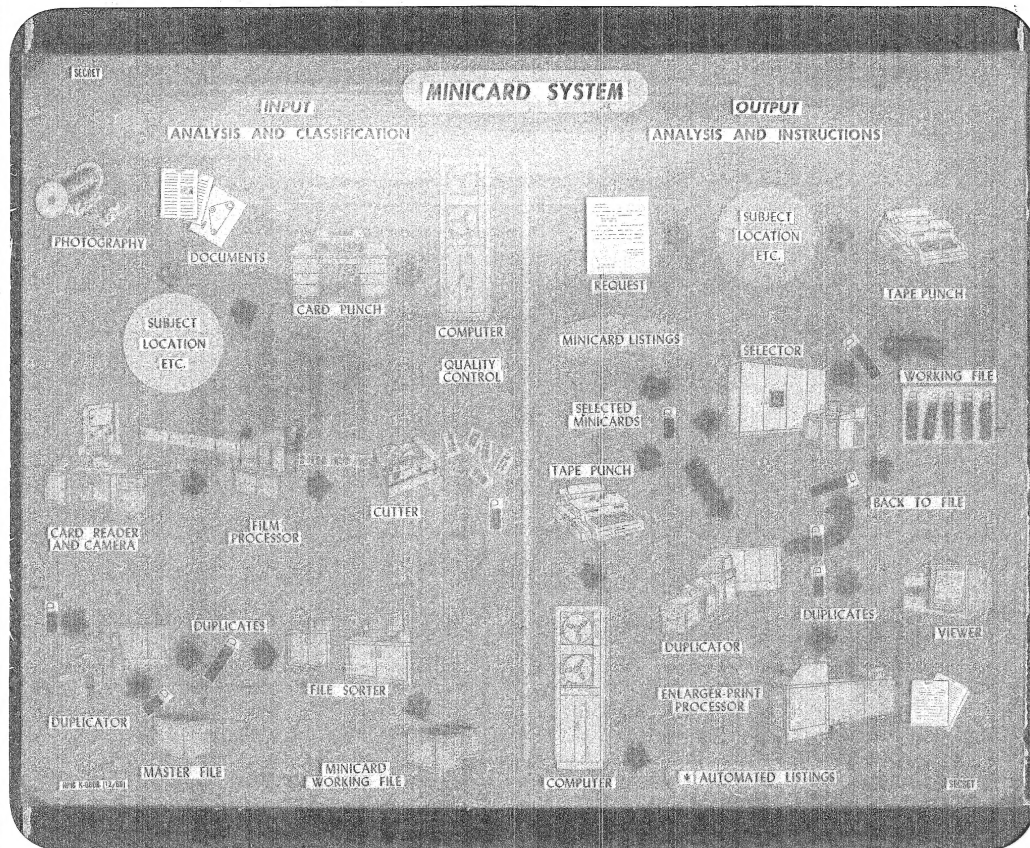 SECRET
MINICARD SYSTEM
INPUT
ANALYSIS AND CLASSIFICATION
PHOTOGRAPHY
DOCUMENTS
CARD PUNCH
COMPUTER
QUALITY
CONTROL
SUBJECT
LOCATION
ETC.
CARD READER
AND CAMERA
FILM
PROCESSOR
CUTTER
DUPLICATES
FILE SORTER
DUPLICATOR
MASTER FILE
MINICARD
WORKING FILE
OUTPUT
ANALYSIS AND INSTRUCTIONS
REQUEST
SUBJECT
LOCATION
ETC.
TAPE PUNCH
MINICARD LISTINGS
SELECTOR
WORKING FILE
SELECTED
MINICARDS
TAPE PUNCH
BACK TO FILE
DUPLICATES
VIEWER
DUPLICATOR
ENLARGER-PRINT
PROCESSOR
COMPUTER
* AUTOMATED LISTINGS
SECRET